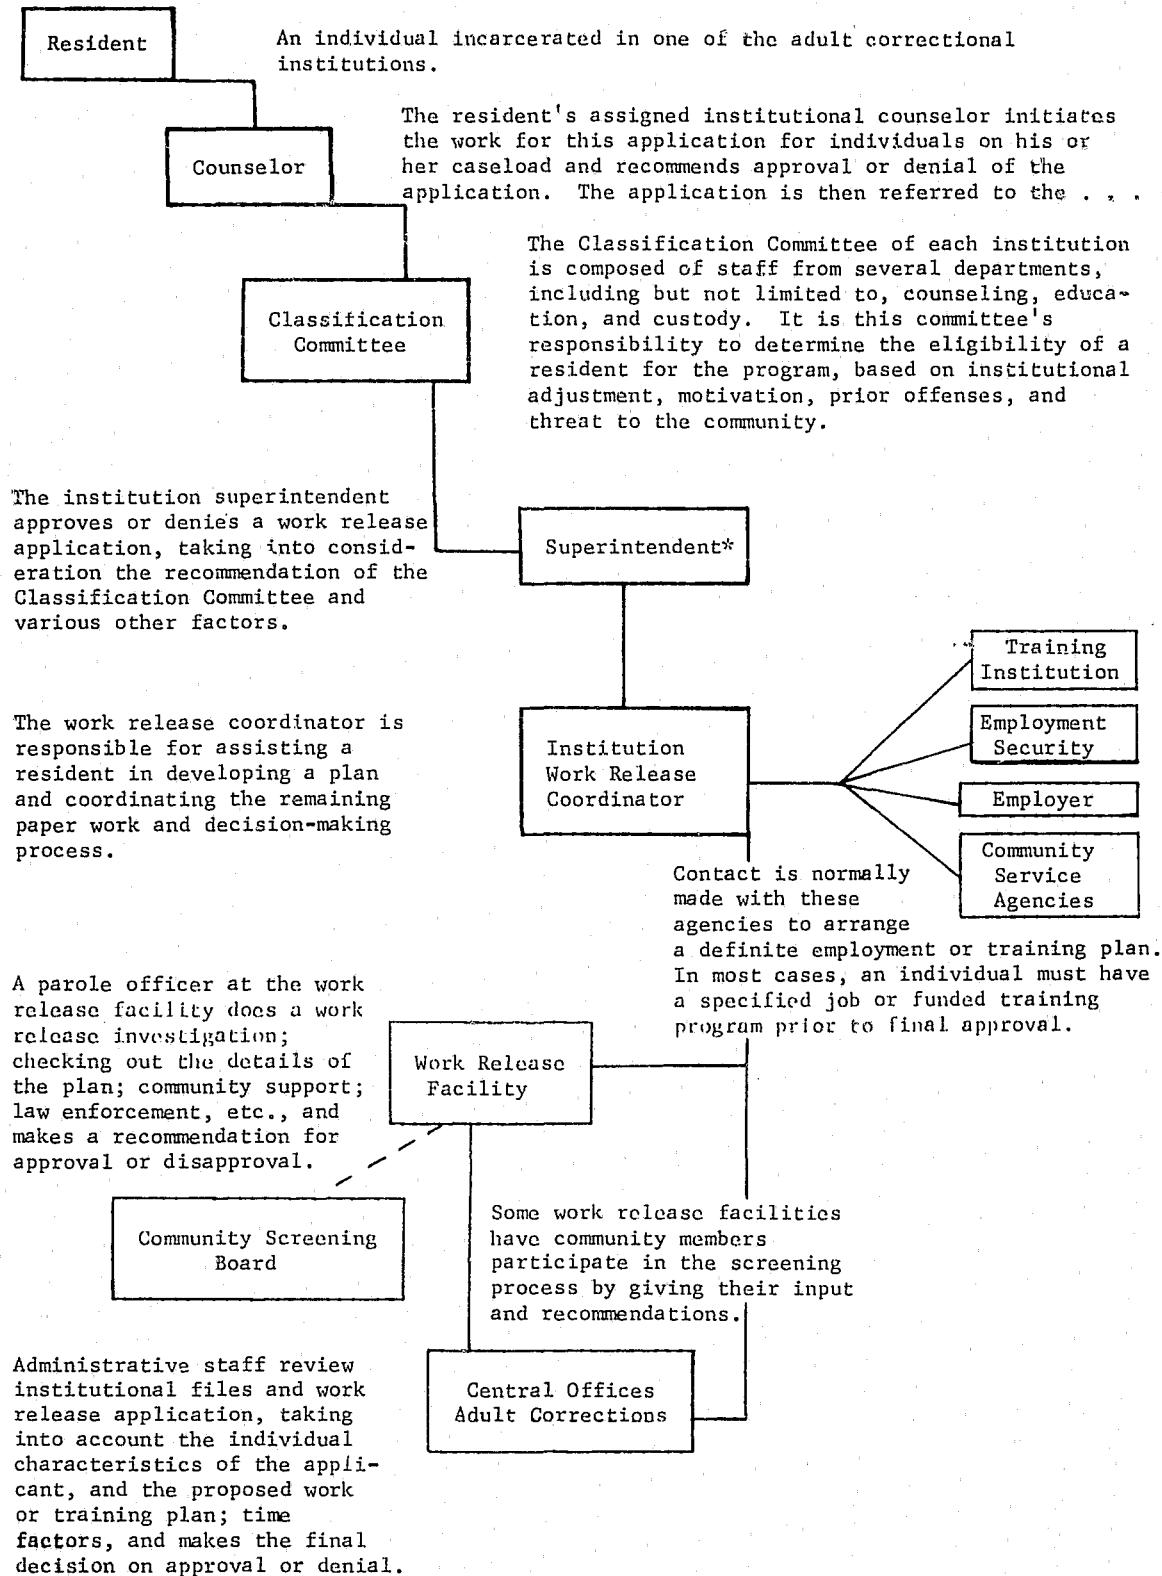 Resident
An individual incarcerated in one of the adult correctional
institutions.
The resident's assigned institutional counselor initiates
the work for this application for individuals on his or
her caseload and recommends approval or denial of the
application. The application is then referred to the . . .
Counselor
The Classification Committee of each institution
is composed of staff from several departments,
including but not limited to, counseling, educa-
tion, and custody. It is this committee's
responsibility to determine the eligibility of a
resident for the program, based on institutional
adjustment, motivation, prior offenses, and
threat to the community.
Classification
Committee
The institution superintendent
approves or denies a work release
application, taking into consid-
eration the recommendation of the
Classification Committee and
various other factors.
Superintendent*
Training
Institution
Employment
Security
Employer
Community
Service
Agencies
The work release coordinator is
responsible for assisting a
resident in developing a plan
and coordinating the remaining
paper work and decision-making
process.
Institution
Work Release
Coordinator
Contact is normally
made with these
agencies to arrange
a definite employment or training plan.
In most cases, an individual must have
a specified job or funded training
program prior to final approval.
A parole officer at the work
release facility does a work
release investigation;
checking out the details of
the plan; community support;
law enforcement, etc., and
makes a recommendation for
approval or disapproval.
Work Release
Facility
Community Screening
Board
Some work release facilities
have community members
participate in the screening
process by giving their input
and recommendations.
Central Offices
Adult Corrections
Administrative staff review
institutional files and work
release application, taking
into account the individual
characteristics of the appli-
cant, and the proposed work
or training plan; time
factors, and makes the final
decision on approval or denial.